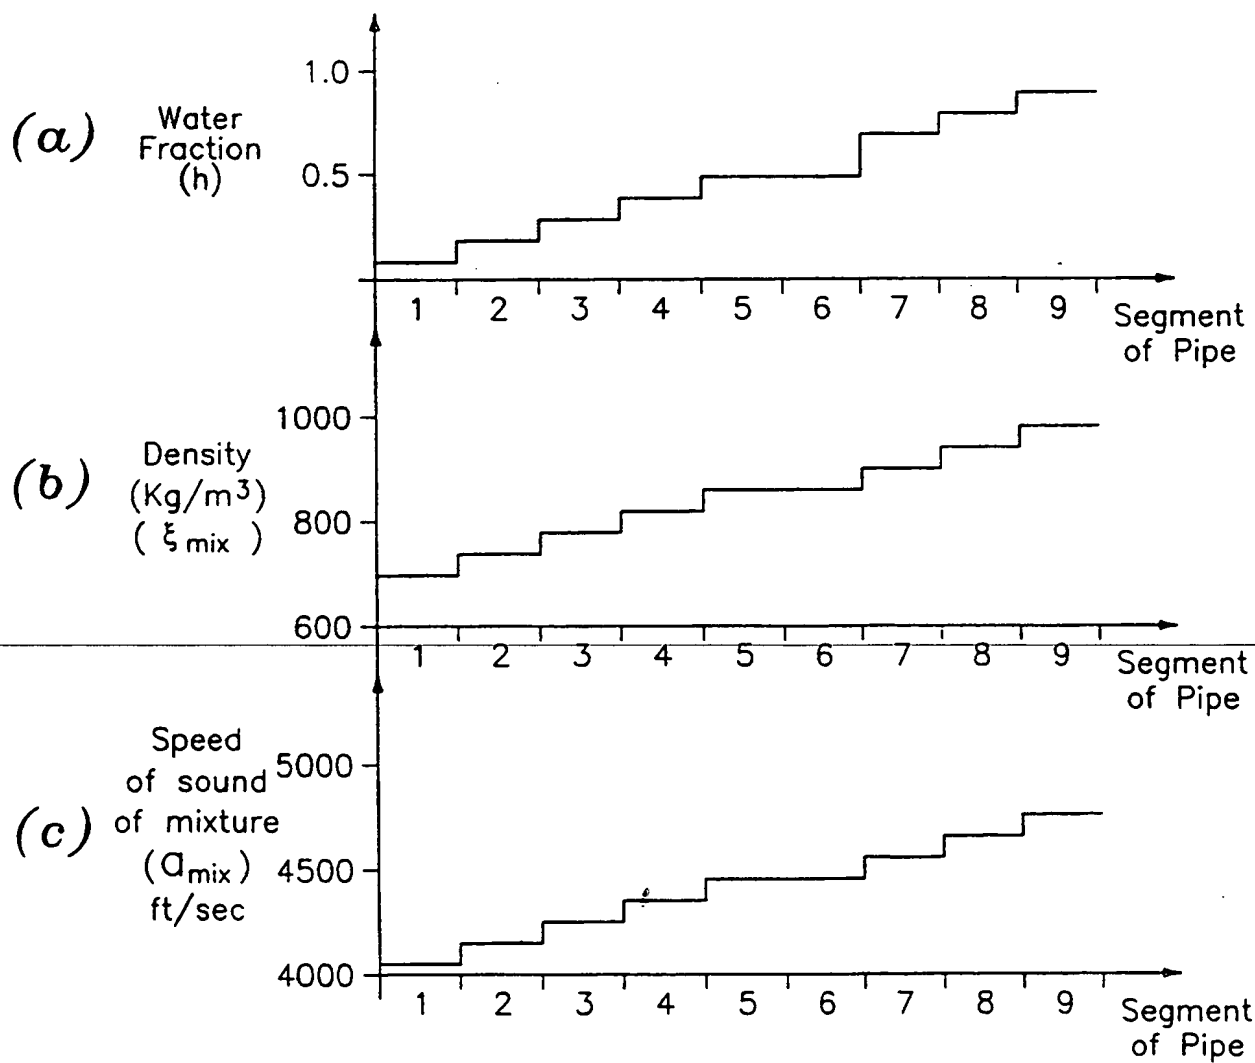 (a)
Water
Fraction
(h)
1.0
0.5
1 2 3 4 5 6 7 8 9
Segment
of Pipe
(b)
Density
(Kg/m³)
( ξmix )
1000
800
600
1 2 3 4 5 6 7 8 9
Segment
of Pipe
(c)
Speed
of sound
of mixture
(amix)
ft/sec
5000
4500
4000
1 2 3 4 5 6 7 8 9
Segment
of Pipe